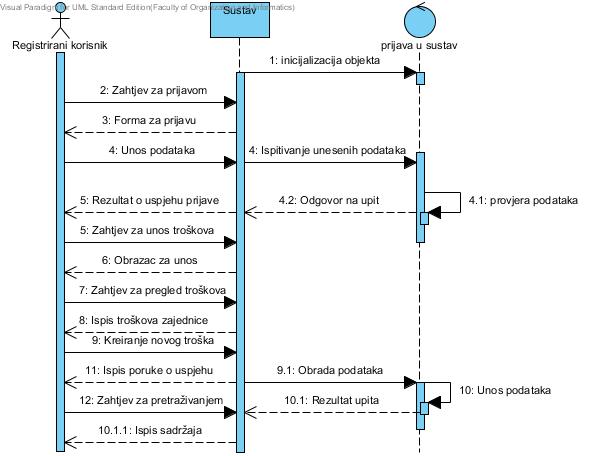 Visual Paradigm for UML Standard Edition(Faculty of Organization and Informatics)
Sustav
Registrirani korisnik
prijava u sustav
1: inicijalizacija objekta
2: Zahtjev za prijavom
3: Forma za prijavu
4: Unos podataka
4: Ispitivanje unesenih podataka
5: Rezultat o uspjehu prijave
4.2: Odgovor na upit
4.1: provjera podataka
5: Zahtjev za unos troškova
6: Obrazac za unos
7: Zahtjev za pregled troškova
8: Ispis troškova zajednice
9: Kreiranje novog troška
11: Ispis poruke o uspjehu
9.1: Obrada podataka
10: Unos podataka
12: Zahtjev za pretraživanjem
10.1: Rezultat upita
10.1.1: Ispis sadržaja